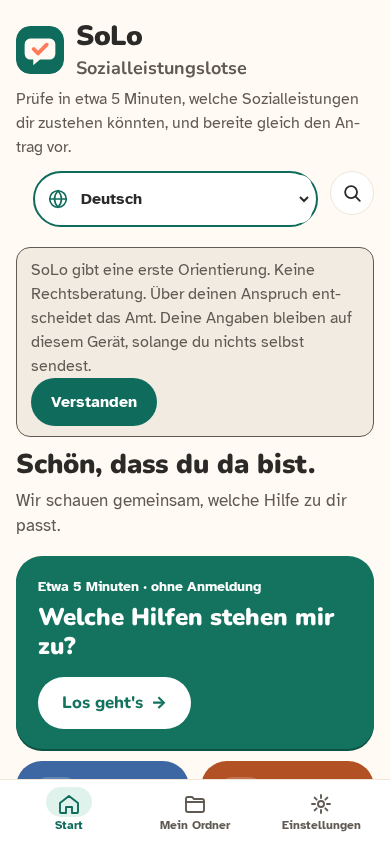 SoLo
Sozialleistungslotse
Prüfe in etwa 5 Minuten, welche Sozialleistungen
dir zustehen könnten, und bereite gleich den An-
trag vor.
Deutsch
SoLo gibt eine erste Orientierung. Keine
Rechtsberatung. Über deinen Anspruch ent-
scheidet das Amt. Deine Angaben bleiben auf
diesem Gerät, solange du nichts selbst
sendest.
Verstanden
Schön, dass du da bist.
Wir schauen gemeinsam, welche Hilfe zu dir
passt.
Etwa 5 Minuten · ohne Anmeldung
Welche Hilfen stehen mir
zu?
Los geht's →
Start
Mein Ordner
Einstellungen